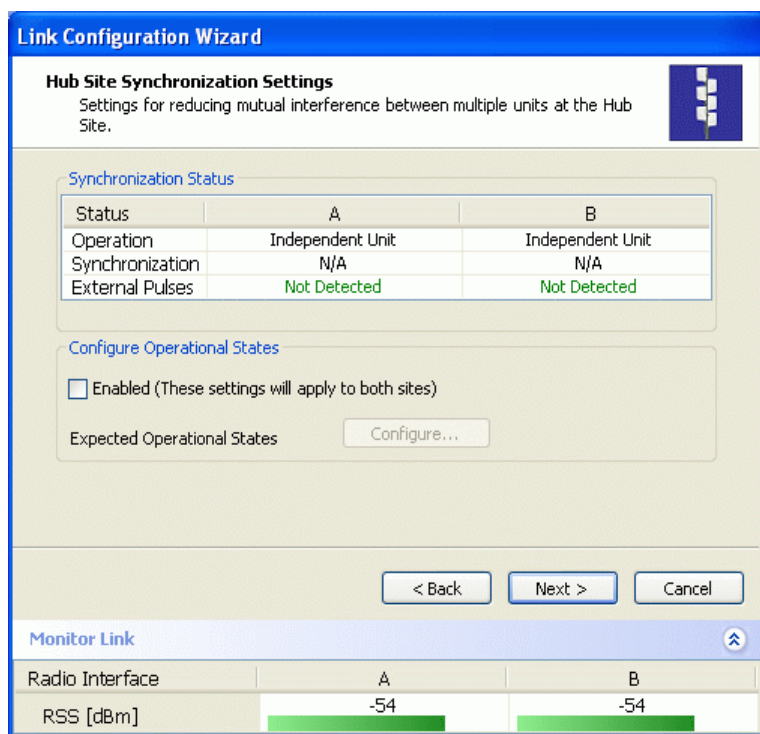 Link Configuration Wizard
Hub Site Synchronization Settings
Settings for reducing mutual interference between multiple units at the Hub
Site.
Synchronization Status
Status A B
Operation Independent Unit Independent Unit
Synchronization N/A N/A
External Pulses Not Detected Not Detected
Configure Operational States
Enabled (These settings will apply to both sites)
Expected Operational States Configure...
< Back Next > Cancel
Monitor Link
Radio Interface A B
RSS [dBm] -54 -54